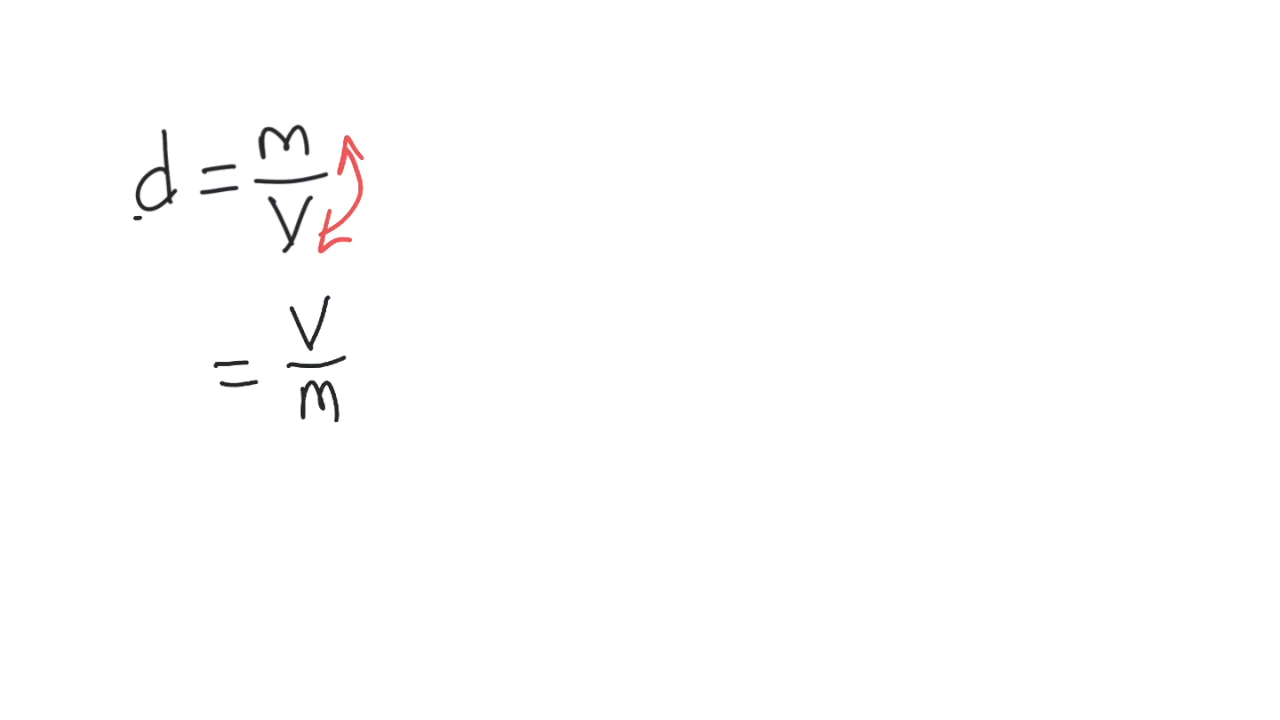 d = m/V
= V/m